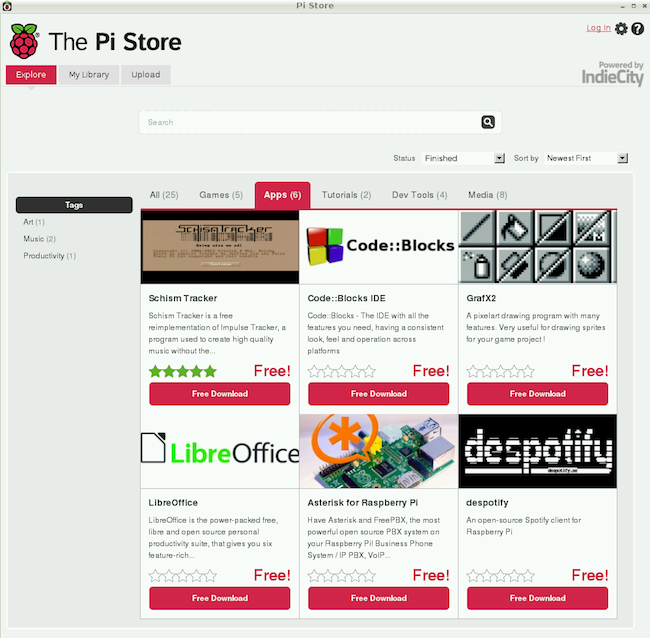 Pi Store
The Pi Store
Log In
Explore
My Library
Upload
Powered by
IndieCity
Search
Status
Finished
Sort by
Newest First
Tags
Art (1)
Music (2)
Productivity (1)
All (25)
Games (5)
Apps (6)
Tutorials (2)
Dev Tools (4)
Media (8)
Schism Tracker
Code::Blocks
Schism Tracker
Schism Tracker is a free
reimplementation of Impulse Tracker, a
program used to create high quality
music without the...
Free!
Free Download
Code::Blocks IDE
Code::Blocks - The IDE with all the
features you need, having a consistent
look, feel and operation across
platforms
Free!
Free Download
GrafX2
A pixelart drawing program with many
features. Very useful for drawing sprites
for your game project !
Free!
Free Download
LibreOffice
despotify
despotify.se
LibreOffice
LibreOffice is the power-packed free,
libre and open source personal
productivity suite, that gives you six
feature-rich...
Free!
Free Download
Asterisk for Raspberry Pi
Have Asterisk and FreePBX, the most
powerful open source PBX system on
your Raspberry Pi! Business Phone
System / IP PBX, VoIP...
Free!
Free Download
despotify
An open-source Spotify client for
Raspberry Pi
Free!
Free Download